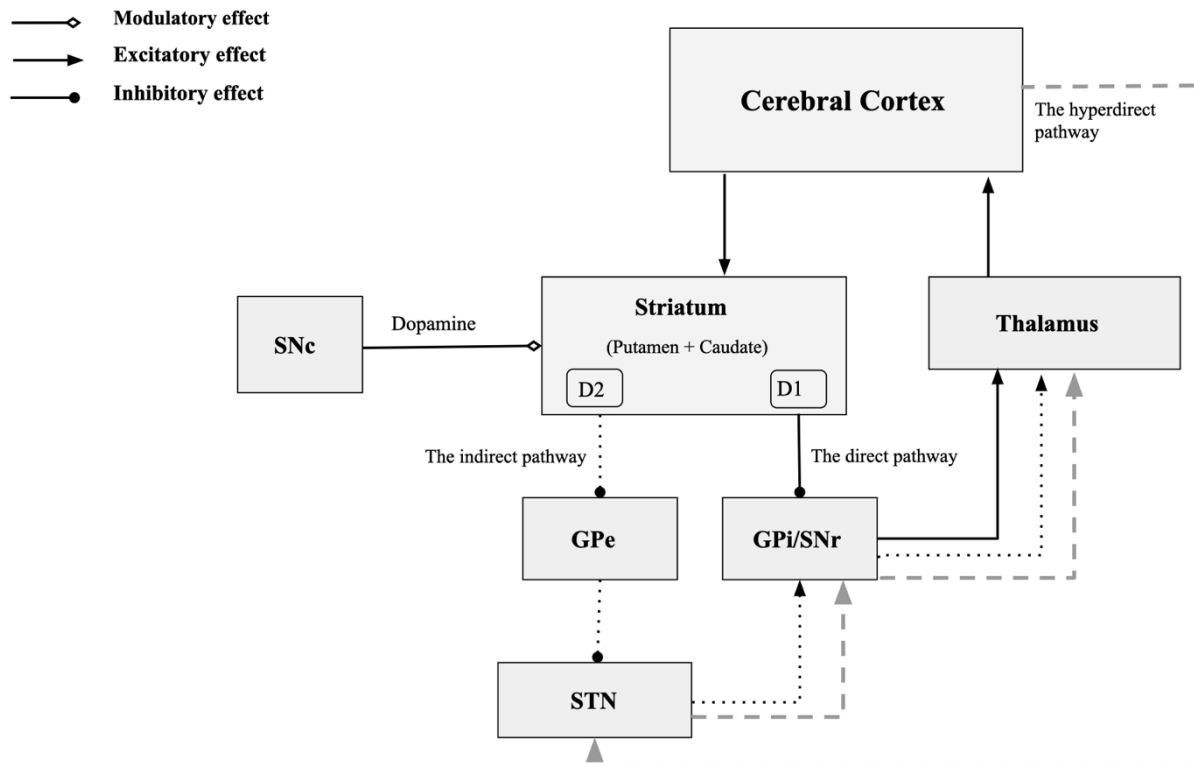 Modulatory effect
Excitatory effect
Inhibitory effect
Cerebral Cortex
The hyperdirect
pathway
Striatum
(Putamen + Caudate)
D2
D1
SNc
Dopamine
Thalamus
The indirect pathway
The direct pathway
GPe
GPi/SNr
STN